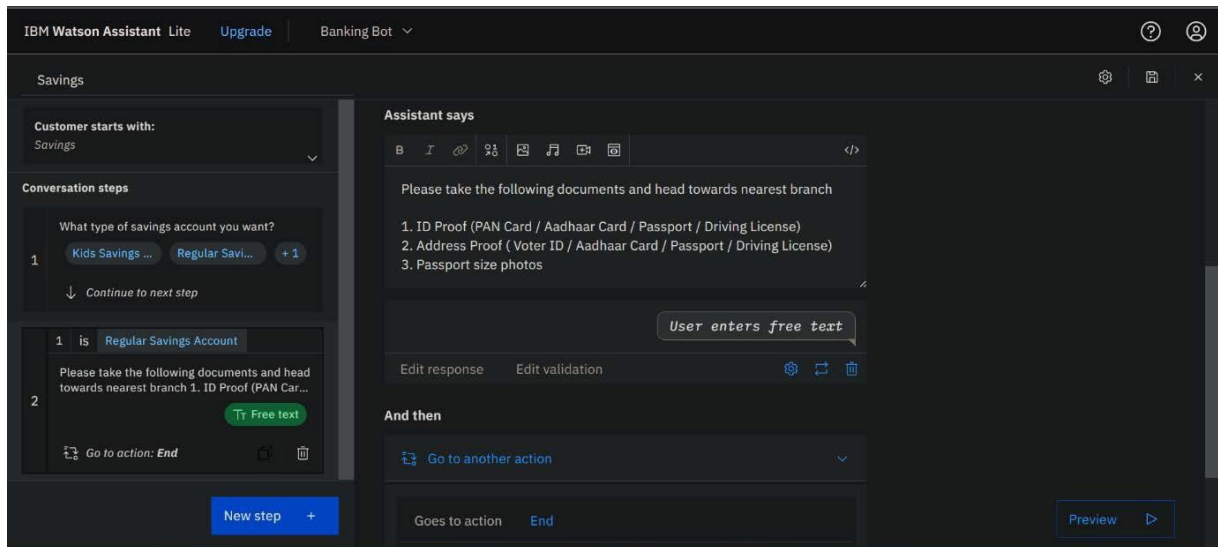 IBM Watson Assistant Lite Upgrade Banking Bot
Savings
Customer starts with:
Savings
Conversation steps
1
What type of savings account you want?
Kids Savings ... Regular Savi... + 1
Continue to next step
1 is Regular Savings Account
2
Please take the following documents and head
towards nearest branch 1. ID Proof (PAN Car...
Free text
Go to action: End
New step +
Assistant says
Please take the following documents and head towards nearest branch
1. ID Proof (PAN Card / Aadhaar Card / Passport / Driving License)
2. Address Proof ( Voter ID / Aadhaar Card / Passport / Driving License)
3. Passport size photos
User enters free text
Edit response Edit validation
And then
Go to another action
Goes to action End
Preview